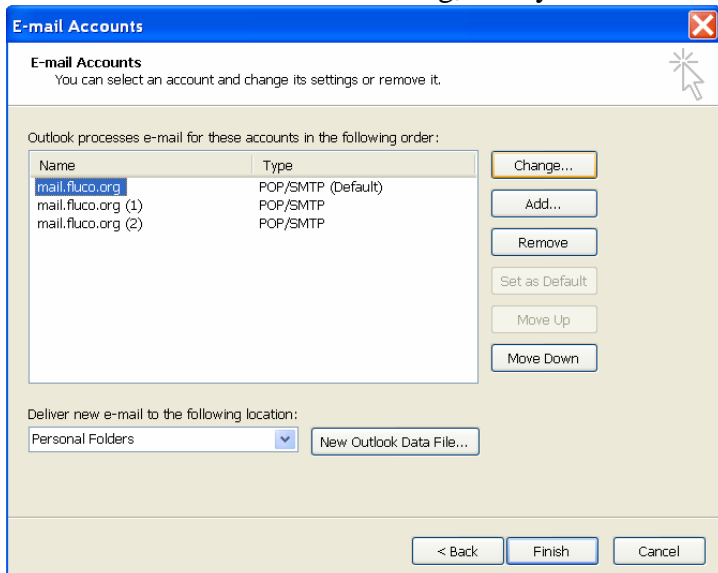 E-mail Accounts
E-mail Accounts
You can select an account and change its settings or remove it.
Outlook processes e-mail for these accounts in the following order:
Name Type
mail.fluco.org POP/SMTP (Default)
mail.fluco.org (1) POP/SMTP
mail.fluco.org (2) POP/SMTP
Change...
Add...
Remove
Set as Default
Move Up
Move Down
Deliver new e-mail to the following location:
Personal Folders New Outlook Data File...
< Back Finish Cancel